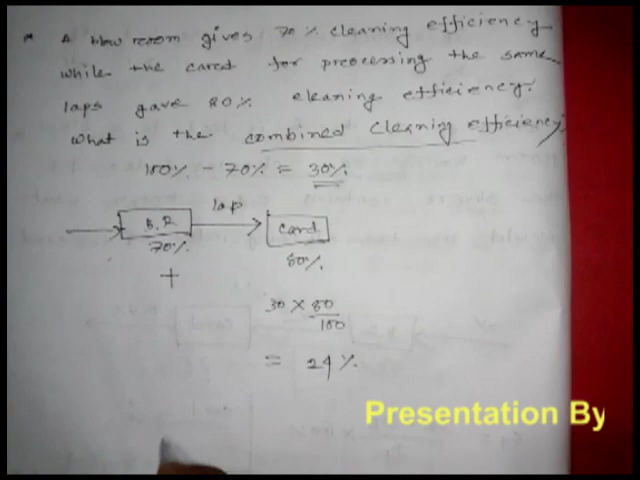 A blow room gives 70% cleaning efficiency
while the card for processing the same
laps gave 80% cleaning efficiency.
What is the combined cleaning efficiency?
100% - 70% = 30%
lap
B.R
card
70%
80%
+
30 × 80
100
= 24%
Presentation By